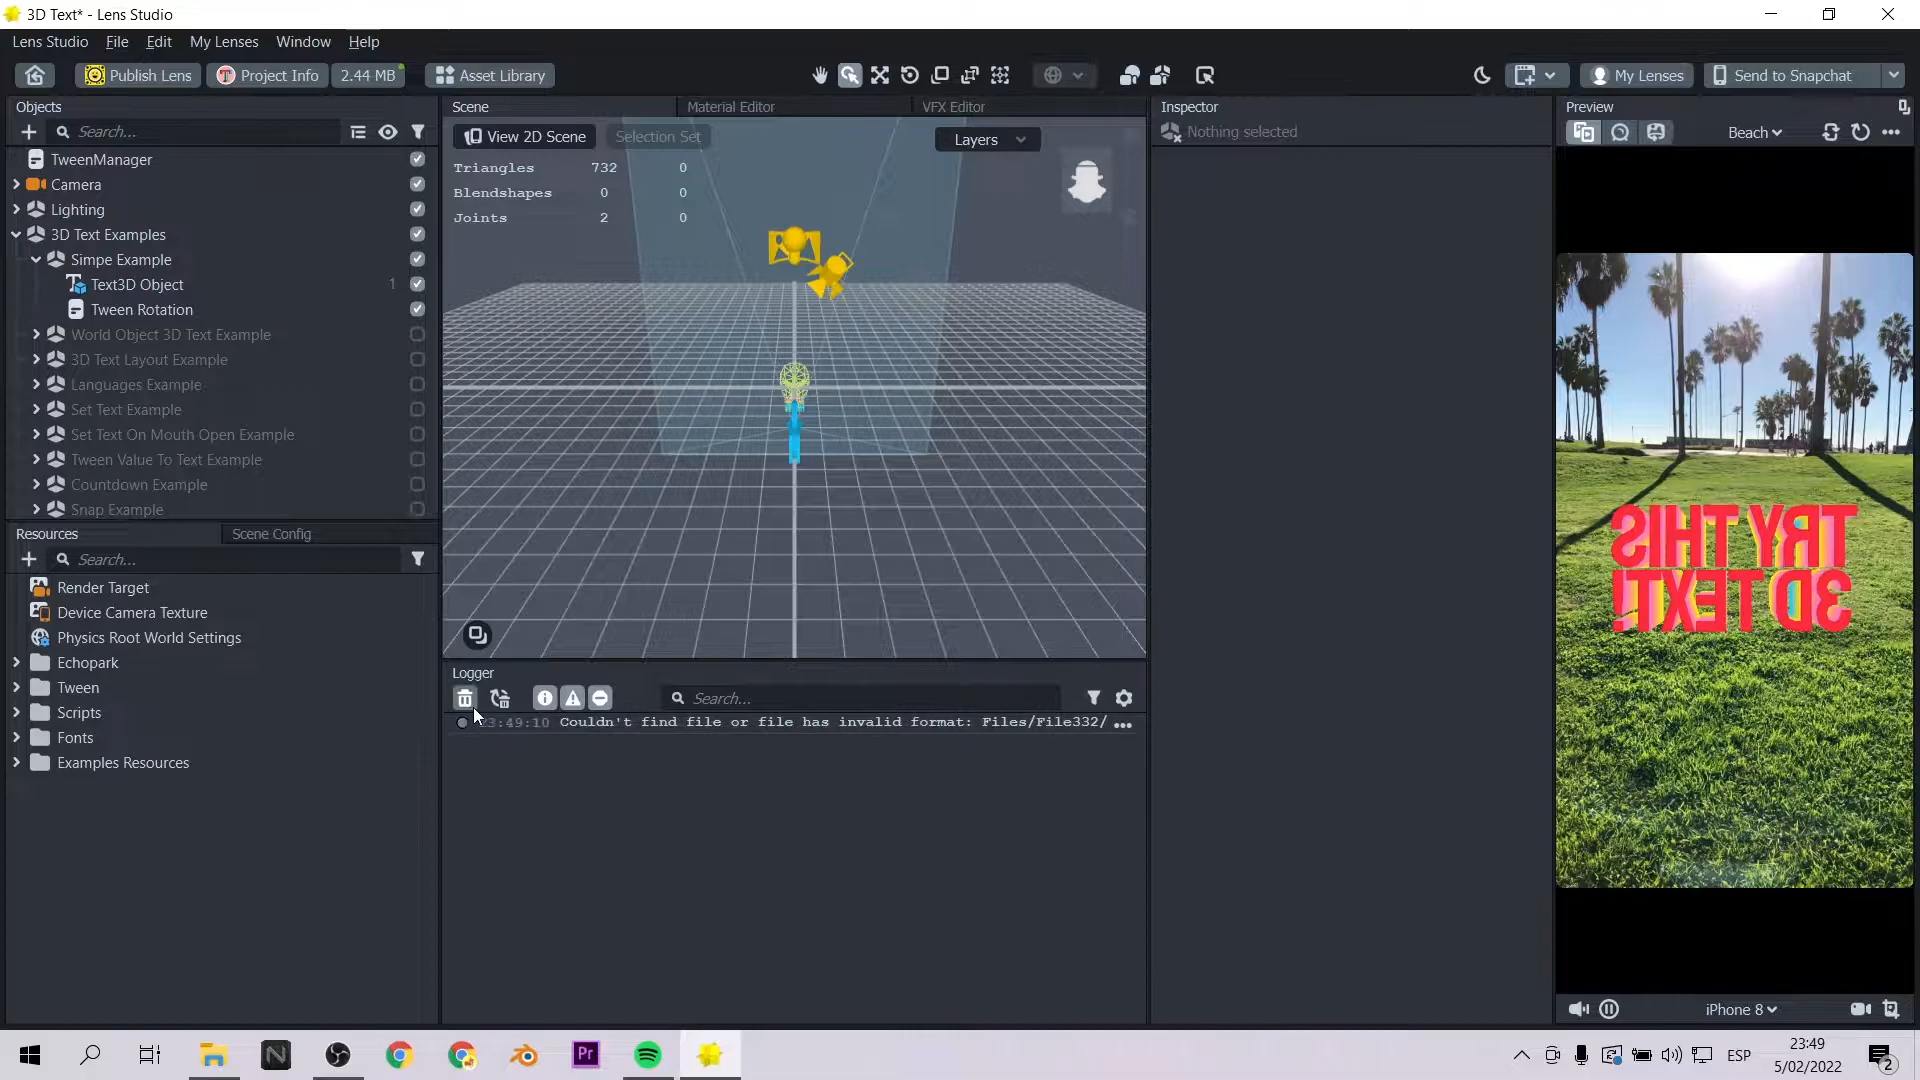 3D Text* - Lens Studio
Lens Studio File Edit My Lenses Window Help
Publish Lens Project Info 2.44 MB Asset Library My Lenses Send to Snapchat
Objects
Search...
TweenManager
Camera
Lighting
3D Text Examples
Simpe Example
Text3D Object 1
Tween Rotation
World Object 3D Text Example
3D Text Layout Example
Languages Example
Set Text Example
Set Text On Mouth Open Example
Tween Value To Text Example
Countdown Example
Snap Example
Resources Scene Config
Search...
Render Target
Device Camera Texture
Physics Root World Settings
Echopark
Tween
Scripts
Fonts
Examples Resources
Scene Material Editor VFX Editor
View 2D Scene Selection Set Layers
Triangles 732 0
Blendshapes 0 0
Joints 2 0
Logger
Search...
23:49:10 Couldn't find file or file has invalid format: Files/File332/
Inspector
Nothing selected
Preview
Beach
TRY THIS
3D TEXT!
iPhone 8
N
Pr
ESP
23:49
5/02/2022
2